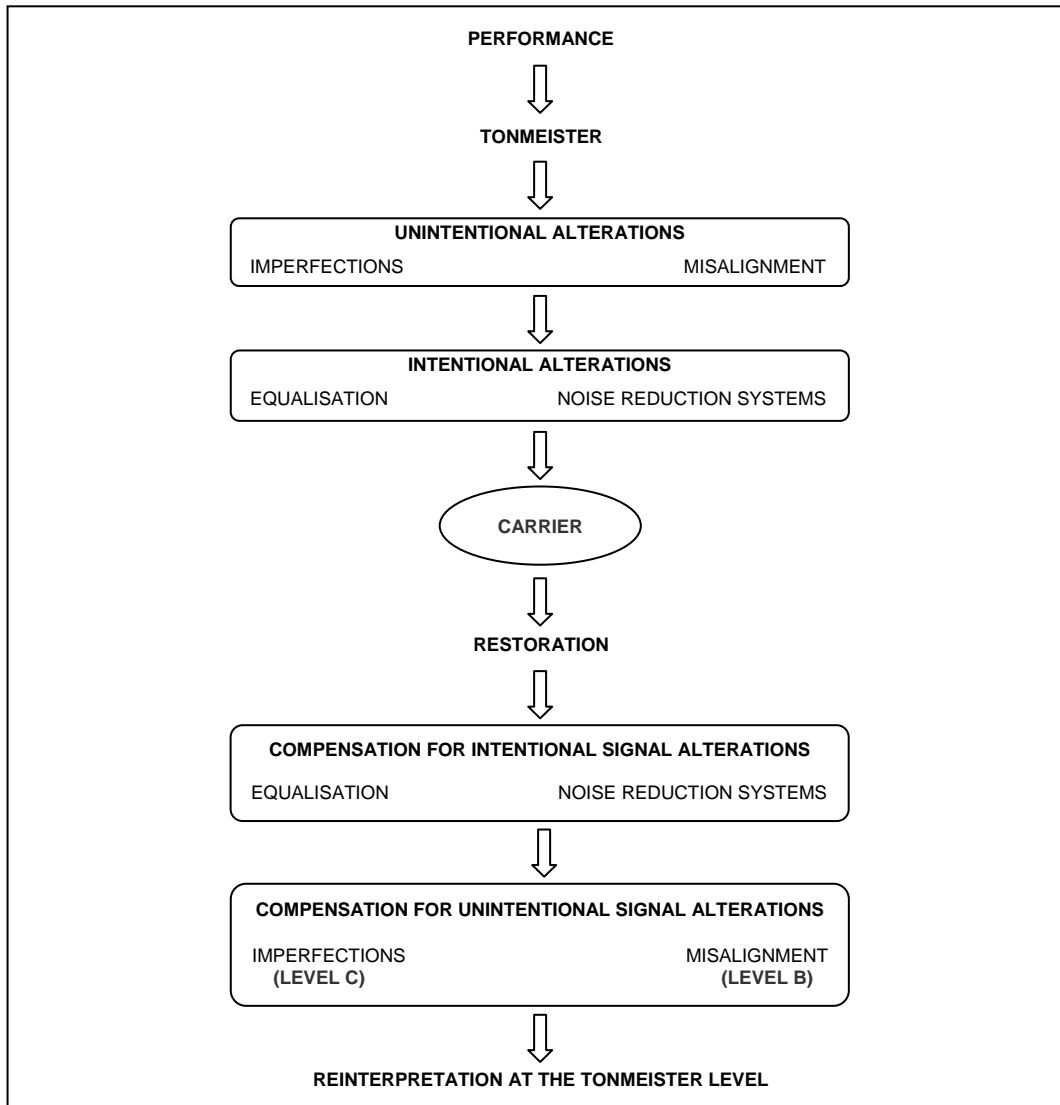 PERFORMANCE
TONMEISTER
UNINTENTIONAL ALTERATIONS
IMPERFECTIONS MISALIGNMENT
INTENTIONAL ALTERATIONS
EQUALISATION NOISE REDUCTION SYSTEMS
CARRIER
RESTORATION
COMPENSATION FOR INTENTIONAL SIGNAL ALTERATIONS
EQUALISATION NOISE REDUCTION SYSTEMS
COMPENSATION FOR UNINTENTIONAL SIGNAL ALTERATIONS
IMPERFECTIONS MISALIGNMENT
(LEVEL C) (LEVEL B)
REINTERPRETATION AT THE TONMEISTER LEVEL